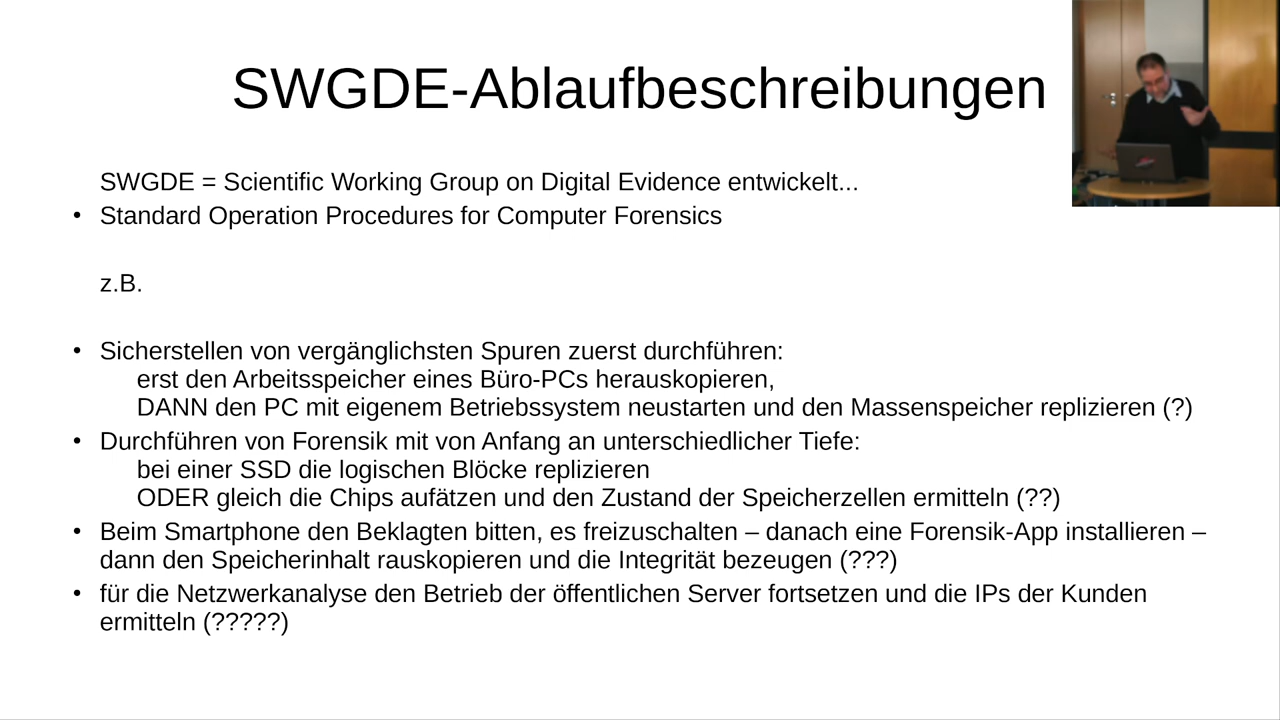 SWGDE-Ablaufbeschreibungen
SWGDE = Scientific Working Group on Digital Evidence entwickelt...
• Standard Operation Procedures for Computer Forensics
z.B.
• Sicherstellen von vergänglichsten Spuren zuerst durchführen:
erst den Arbeitsspeicher eines Büro-PCs herauskopieren,
DANN den PC mit eigenem Betriebssystem neustarten und den Massenspeicher replizieren (?)
• Durchführen von Forensik mit von Anfang an unterschiedlicher Tiefe:
bei einer SSD die logischen Blöcke replizieren
ODER gleich die Chips aufätzen und den Zustand der Speicherzellen ermitteln (??)
• Beim Smartphone den Beklagten bitten, es freizuschalten – danach eine Forensik-App installieren –
dann den Speicherinhalt rauskopieren und die Integrität bezeugen (???)
• für die Netzwerkanalyse den Betrieb der öffentlichen Server fortsetzen und die IPs der Kunden
ermitteln (?????)